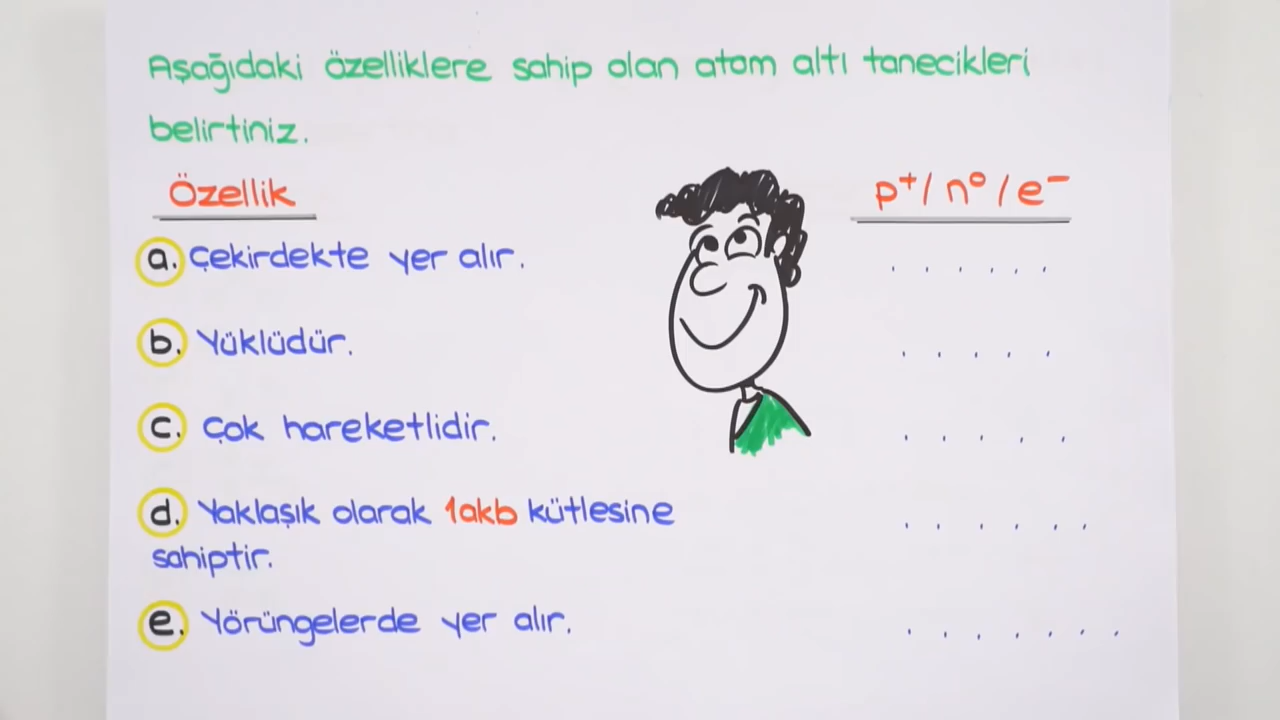 Aşağıdaki özelliklere sahip olan atom altı tanecikleri
belirtiniz.
Özellik
p⁺/ n⁰ / e⁻
a. Çekirdekte yer alır. . . . . . .
b. Yüklüdür. . . . . .
c. Çok hareketlidir. . . . . .
d. Yaklaşık olarak 1akb kütlesine . . . . . .
sahiptir.
e. Yörüngelerde yer alır. . . . . . . .